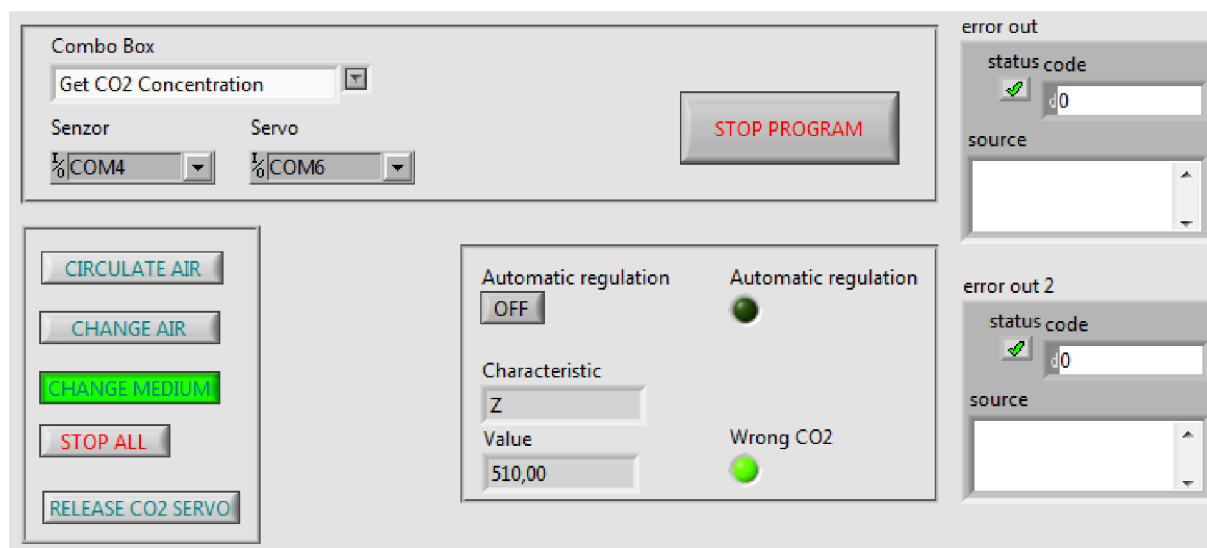 Combo Box
Get CO2 Concentration
Senzor
Servo
COM4
COM6
STOP PROGRAM
error out
status
code
d0
source
CIRCULATE AIR
CHANGE AIR
CHANGE MEDIUM
STOP ALL
RELEASE CO2 SERVO
Automatic regulation
OFF
Automatic regulation
Characteristic
Z
Value
510,00
Wrong CO2
error out 2
status
code
d0
source